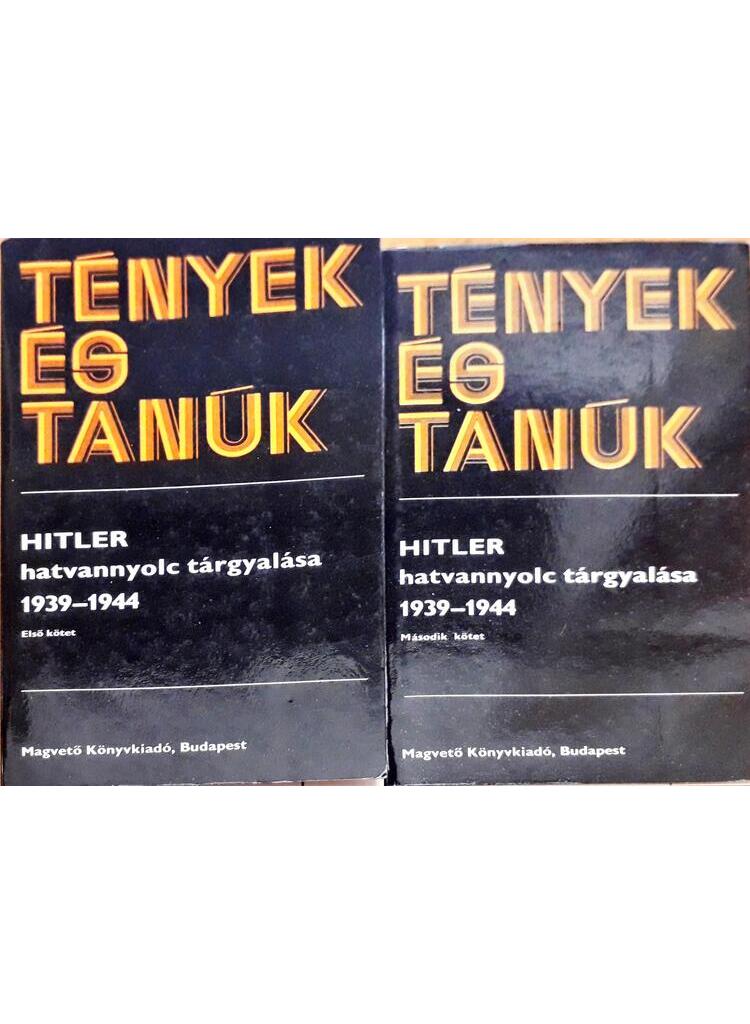 TÉNYEK
ÉS
TANÚK
HITLER
hatvannyolc tárgyalása
1939–1944
Első kötet
Magvető Könyvkiadó, Budapest
TÉNYEK
ÉS
TANÚK
HITLER
hatvannyolc tárgyalása
1939–1944
Második kötet
Magvető Könyvkiadó, Budapest